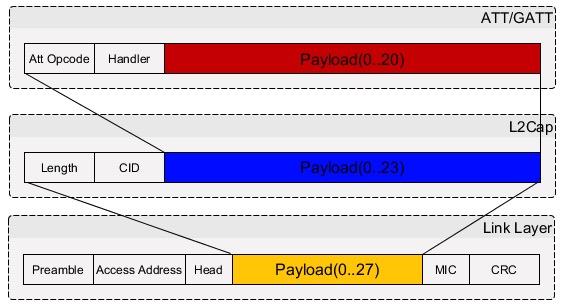 ATT/GATT
Att Opcode Handler Payload(0..20)
L2Cap
Length CID Payload(0..23)
Link Layer
Preamble Access Address Head Payload(0..27) MIC CRC